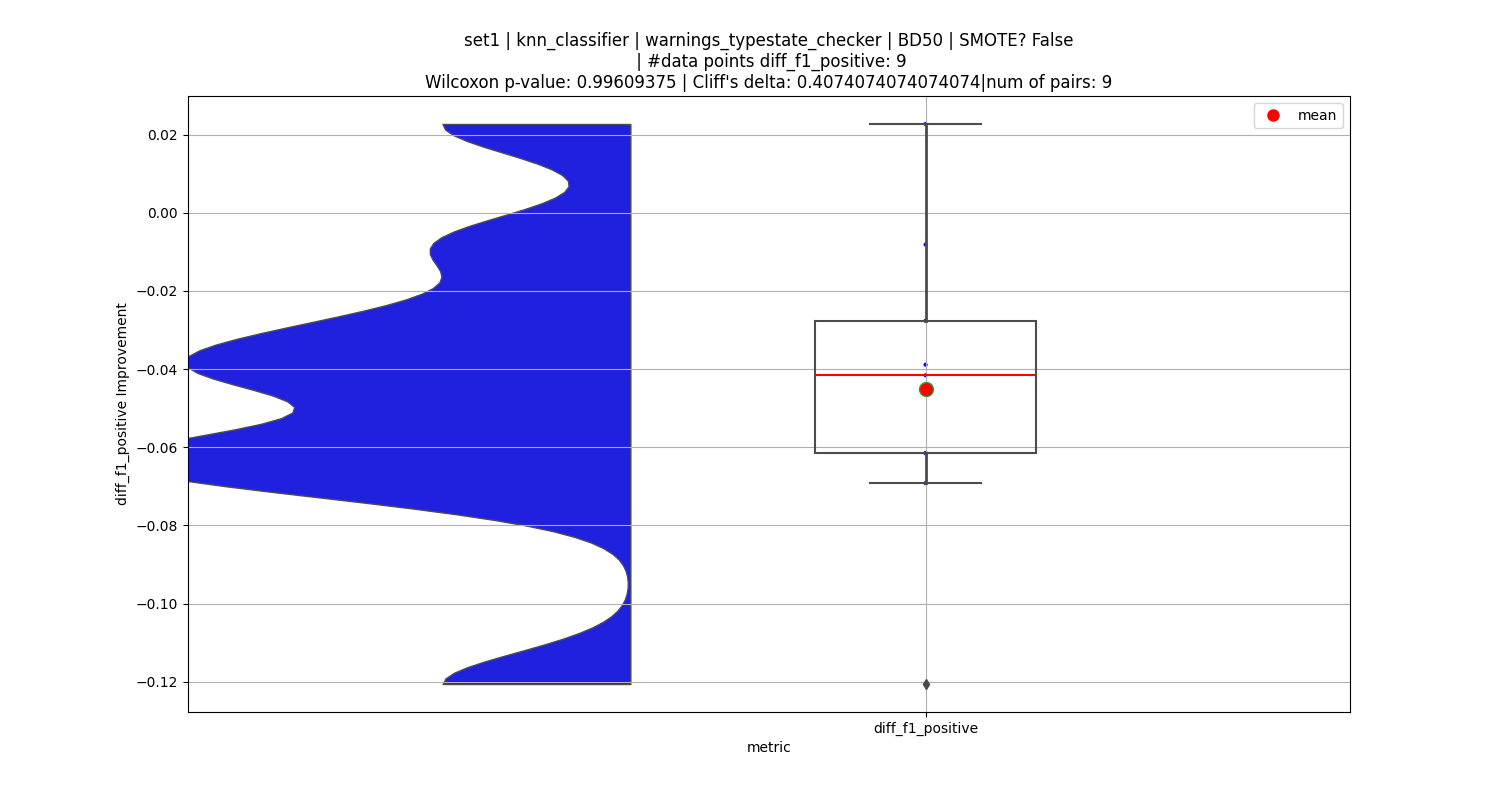 set1 | knn_classifier | warnings_typestate_checker | BD50 | SMOTE? False
| #data points diff_f1_positive: 9
Wilcoxon p-value: 0.99609375 | Cliff's delta: 0.4074074074074074|num of pairs: 9
mean
0.02
0.00
−0.02
−0.04
−0.06
−0.08
−0.10
−0.12
diff_f1_positive Improvement
diff_f1_positive
metric